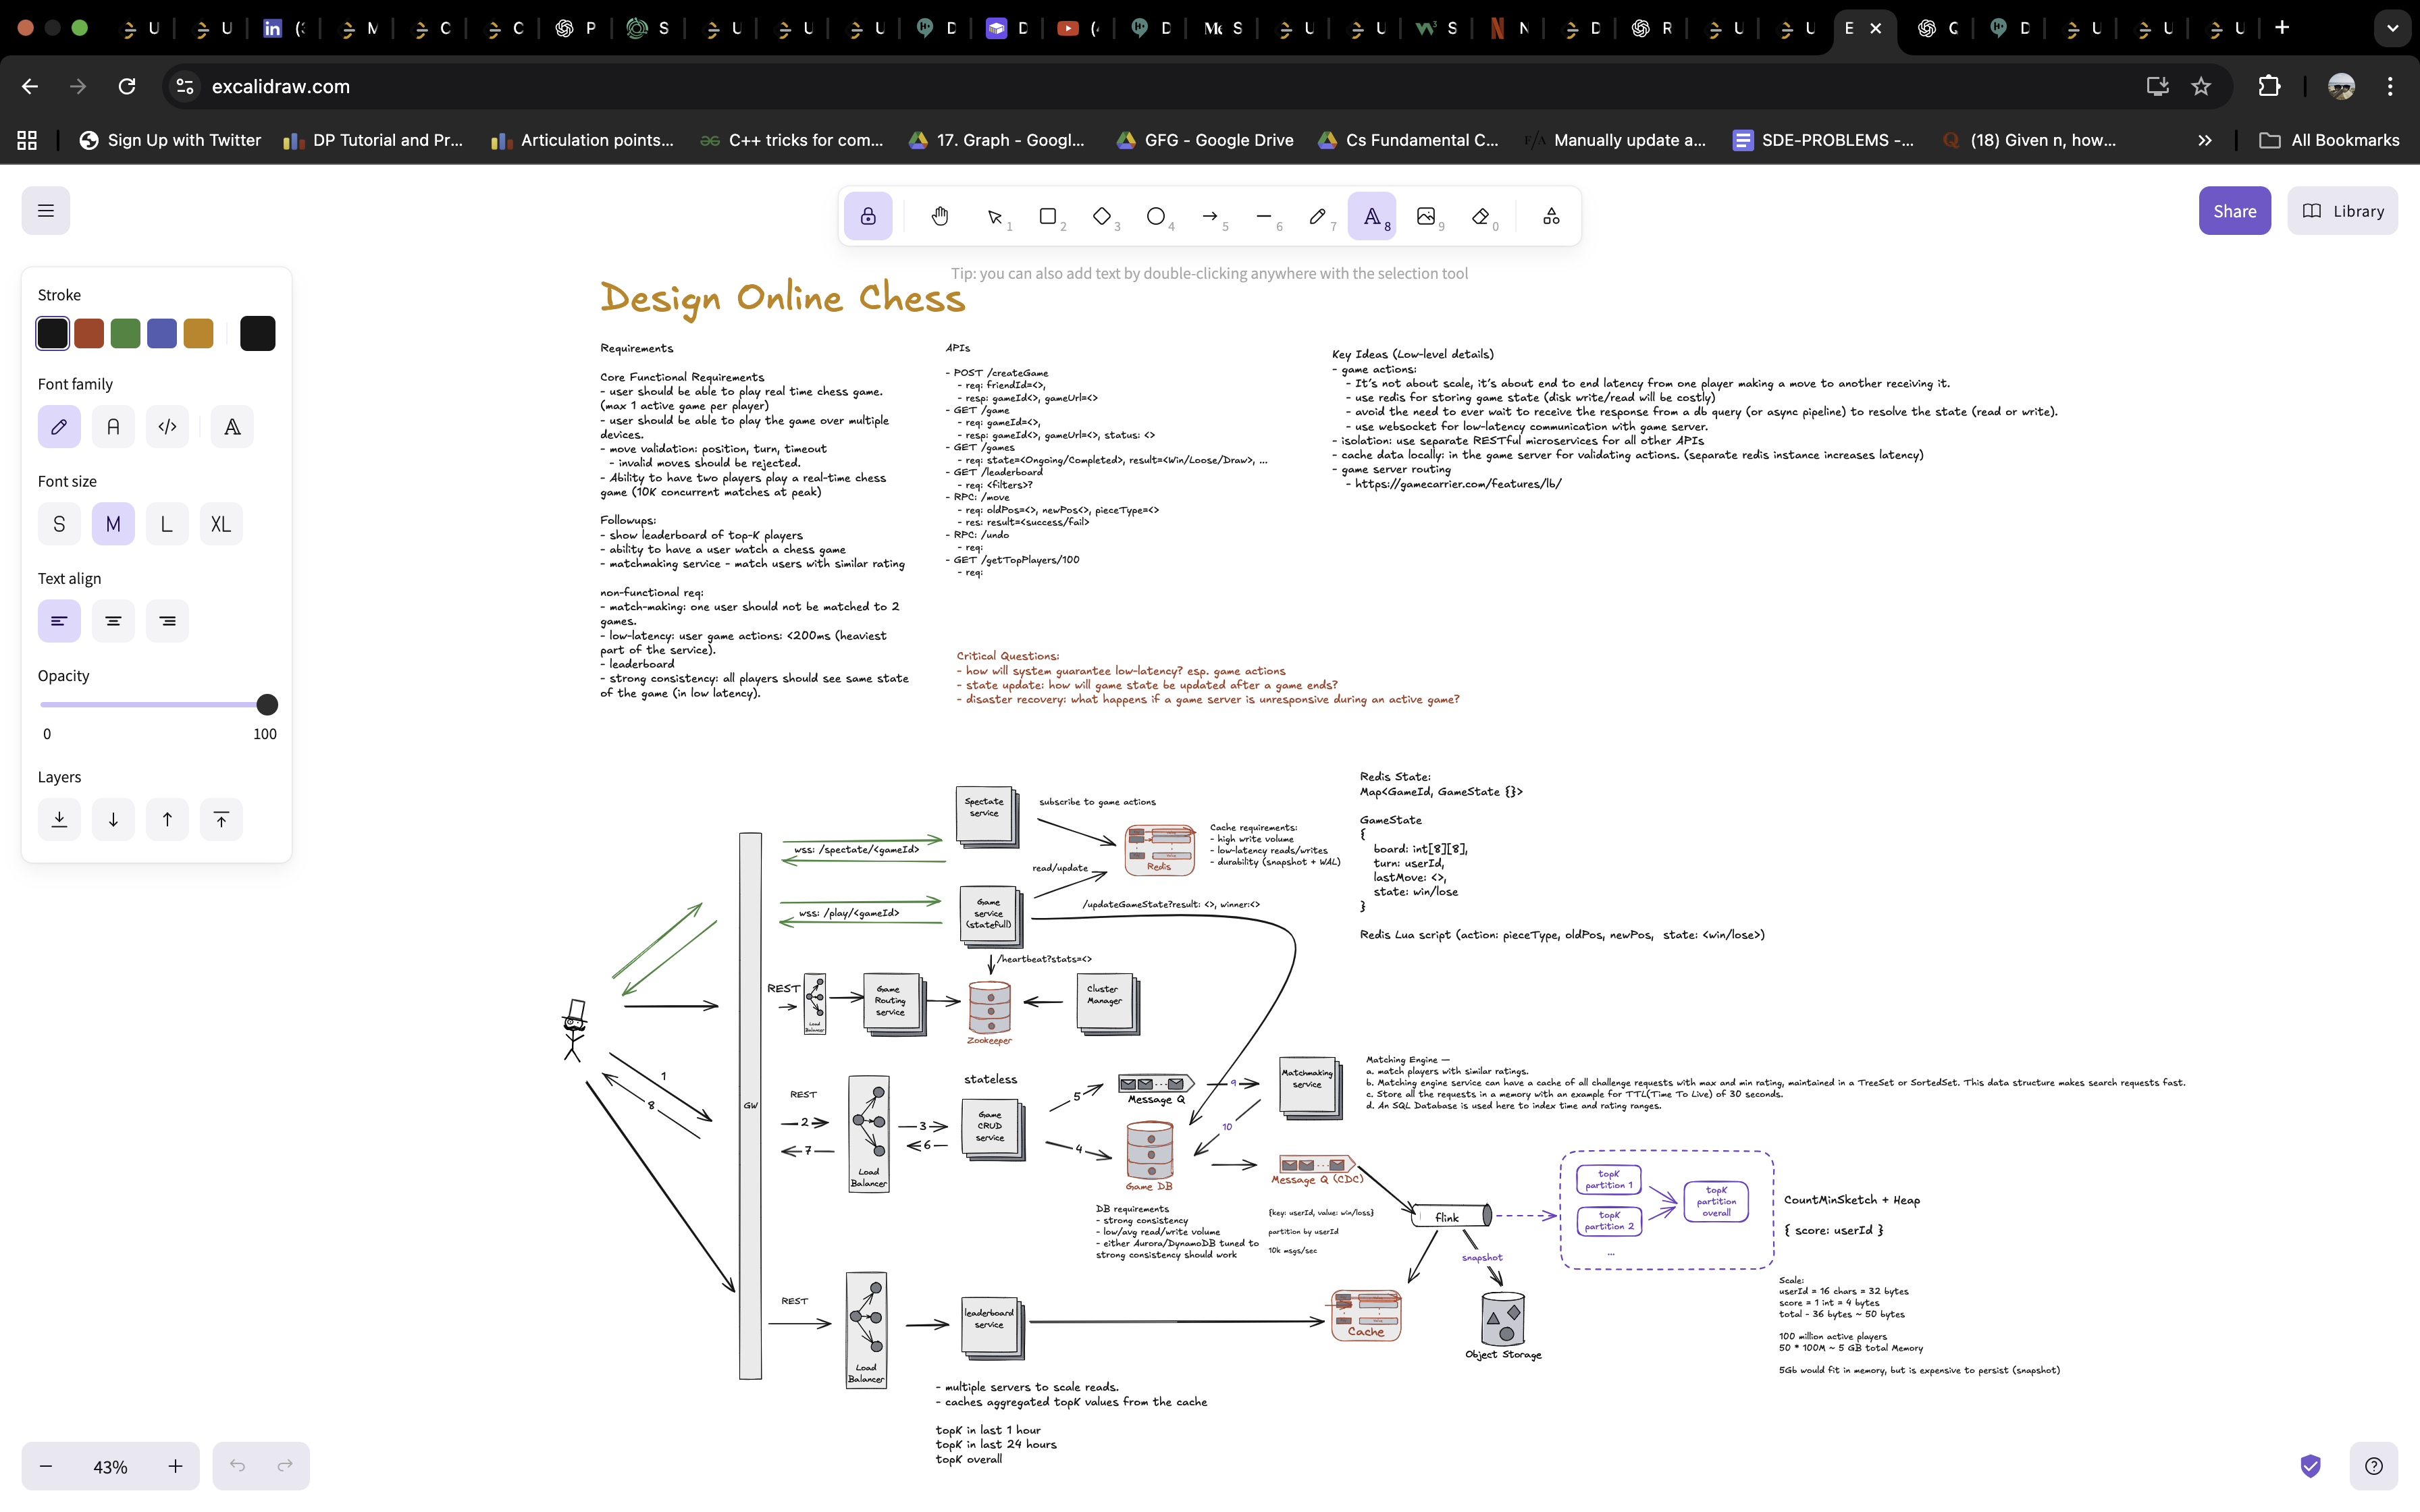 U
U
in (3
M
C
C
P
S
U
U
U
D
D
(4
D
M S
U
U
S
N
D
R
U
U
E
Q
D
U
U
U
excalidraw.com
Sign Up with Twitter
DP Tutorial and Pr...
Articulation points...
C++ tricks for com...
17. Graph - Googl...
GFG - Google Drive
Cs Fundamental C...
Manually update a...
SDE-PROBLEMS -...
(18) Given n, how...
All Bookmarks
1
2
3
4
5
6
7
8
9
0
Share
Library
Tip: you can also add text by double-clicking anywhere with the selection tool
Stroke
Font family
Font size
S M L XL
Text align
Opacity
0 100
Layers
43%
Design Online Chess
Requirements
Core Functional Requirements
- user should be able to play real time chess game.
(max 1 active game per player)
- user should be able to play the game over multiple
devices.
- move validation: position, turn, timeout
- invalid moves should be rejected.
- Ability to have two players play a real-time chess
game (10K concurrent matches at peak)
Followups:
- show leaderboard of top-K players
- ability to have a user watch a chess game
- matchmaking service - match users with similar rating
non-functional req:
- match-making: one user should not be matched to 2
games.
- low-latency: user game actions: <200ms (heaviest
part of the service).
- leaderboard
- strong consistency: all players should see same state
of the game (in low latency).
APIs
- POST /createGame
- req: friendId=<>,
- resp: gameId<>, gameUrl=<>
- GET /game
- req: gameId=<>,
- resp: gameId<>, gameUrl=<>, status: <>
- GET /games
- req: state=<Ongoing/Completed>, result=<Win/Loose/Draw>, ...
- GET /leaderboard
- req: <filters>?
- RPC: /move
- req: oldPos=<>, newPos<>, pieceType=<>
- res: result=<success/fail>
- RPC: /undo
- req:
- GET /getTopPlayers/100
- req:
Key Ideas (Low-level details)
- game actions:
- It's not about scale, it's about end to end latency from one player making a move to another receiving it.
- use redis for storing game state (disk write/read will be costly)
- avoid the need to ever wait to receive the response from a db query (or async pipeline) to resolve the state (read or write).
- use websocket for low-latency communication with game server.
- isolation: use separate RESTful microservices for all other APIs
- cache data locally: in the game server for validating actions. (separate redis instance increases latency)
- game server routing
- https://gamecarrier.com/features/lb/
Critical Questions:
- how will system guarantee low-latency? esp. game actions
- state update: how will game state be updated after a game ends?
- disaster recovery: what happens if a game server is unresponsive during an active game?
Spectate
service
subscribe to game actions
wss: /spectate/<gameId>
Redis
Cache requirements:
- high write volume
- low-latency reads/writes
- durability (snapshot + WAL)
read/update
Game
service
(statefull)
wss: /play/<gameId>
/updateGameState?result: <>, winner:<>
/heartbeat?stats=<>
Redis State:
Map<GameId, GameState {}>
GameState
{
board: int[8][8],
turn: userId,
lastMove: <>,
state: win/lose
}
Redis Lua script (action: pieceType, oldPos, newPos, state: <win/lose>)
REST
Load
Balancer
Game
Routing
service
Zookeeper
Cluster
Manager
GW
1
8
REST
2
7
Load
Balancer
3
6
stateless
Game
CRUD
service
5
4
Message Q
9
10
Matchmaking
service
Game DB
Matching Engine —
a. match players with similar ratings.
b. Matching engine service can have a cache of all challenge requests with max and min rating, maintained in a TreeSet or SortedSet. This data structure makes search requests fast.
c. Store all the requests in a memory with an example for TTL(Time To Live) of 30 seconds.
d. An SQL Database is used here to index time and rating ranges.
DB requirements
- strong consistency
- low/avg read/write volume
- either Aurora/DynamoDB tuned to
strong consistency should work
Message Q (CDC)
{key: userId, value: win/loss}
partition by userId
10k msgs/sec
flink
snapshot
topK
partition 1
topK
partition 2
...
topK
partition
overall
CountMinSketch + Heap
{ score: userId }
Scale:
userId = 16 chars = 32 bytes
score = 1 int = 4 bytes
total - 36 bytes ~ 50 bytes
100 million active players
50 * 100M ~ 5 GB total Memory
5Gb would fit in memory, but is expensive to persist (snapshot)
REST
Load
Balancer
leaderboard
service
Cache
Object Storage
- multiple servers to scale reads.
- caches aggregated topK values from the cache
topK in last 1 hour
topK in last 24 hours
topK overall